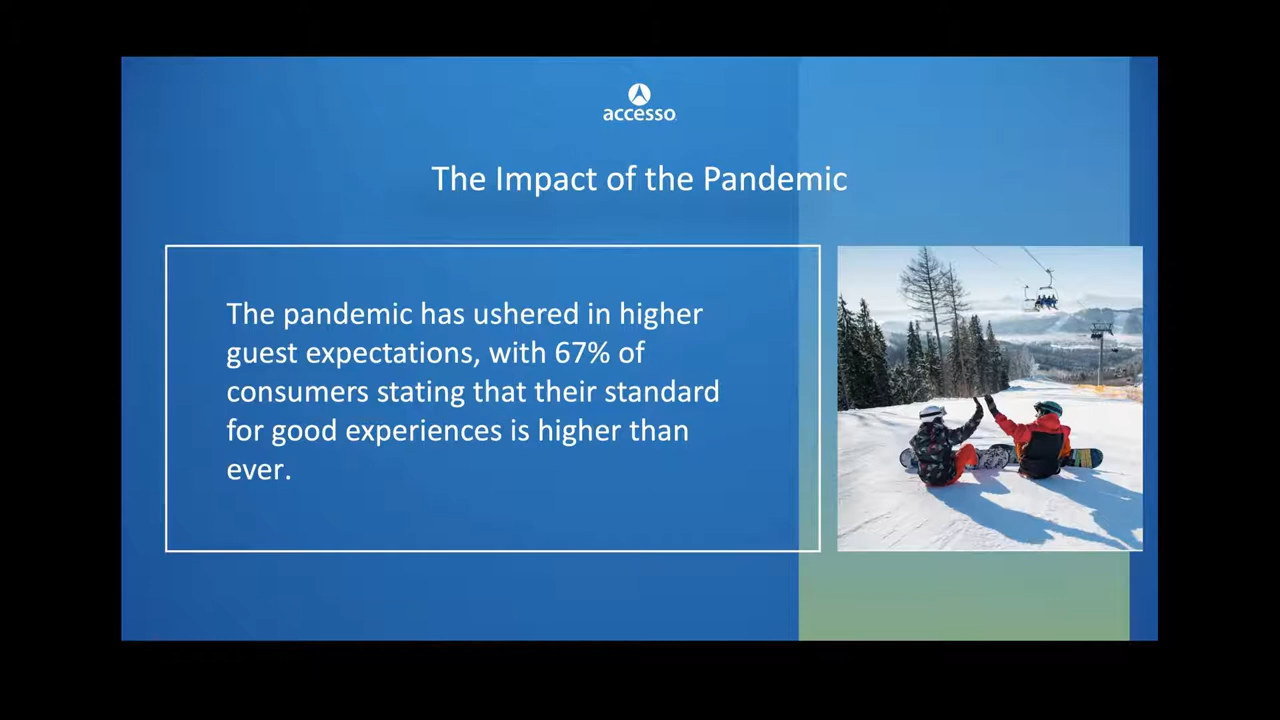 accesso
The Impact of the Pandemic
The pandemic has ushered in higher
guest expectations, with 67% of
consumers stating that their standard
for good experiences is higher than
ever.